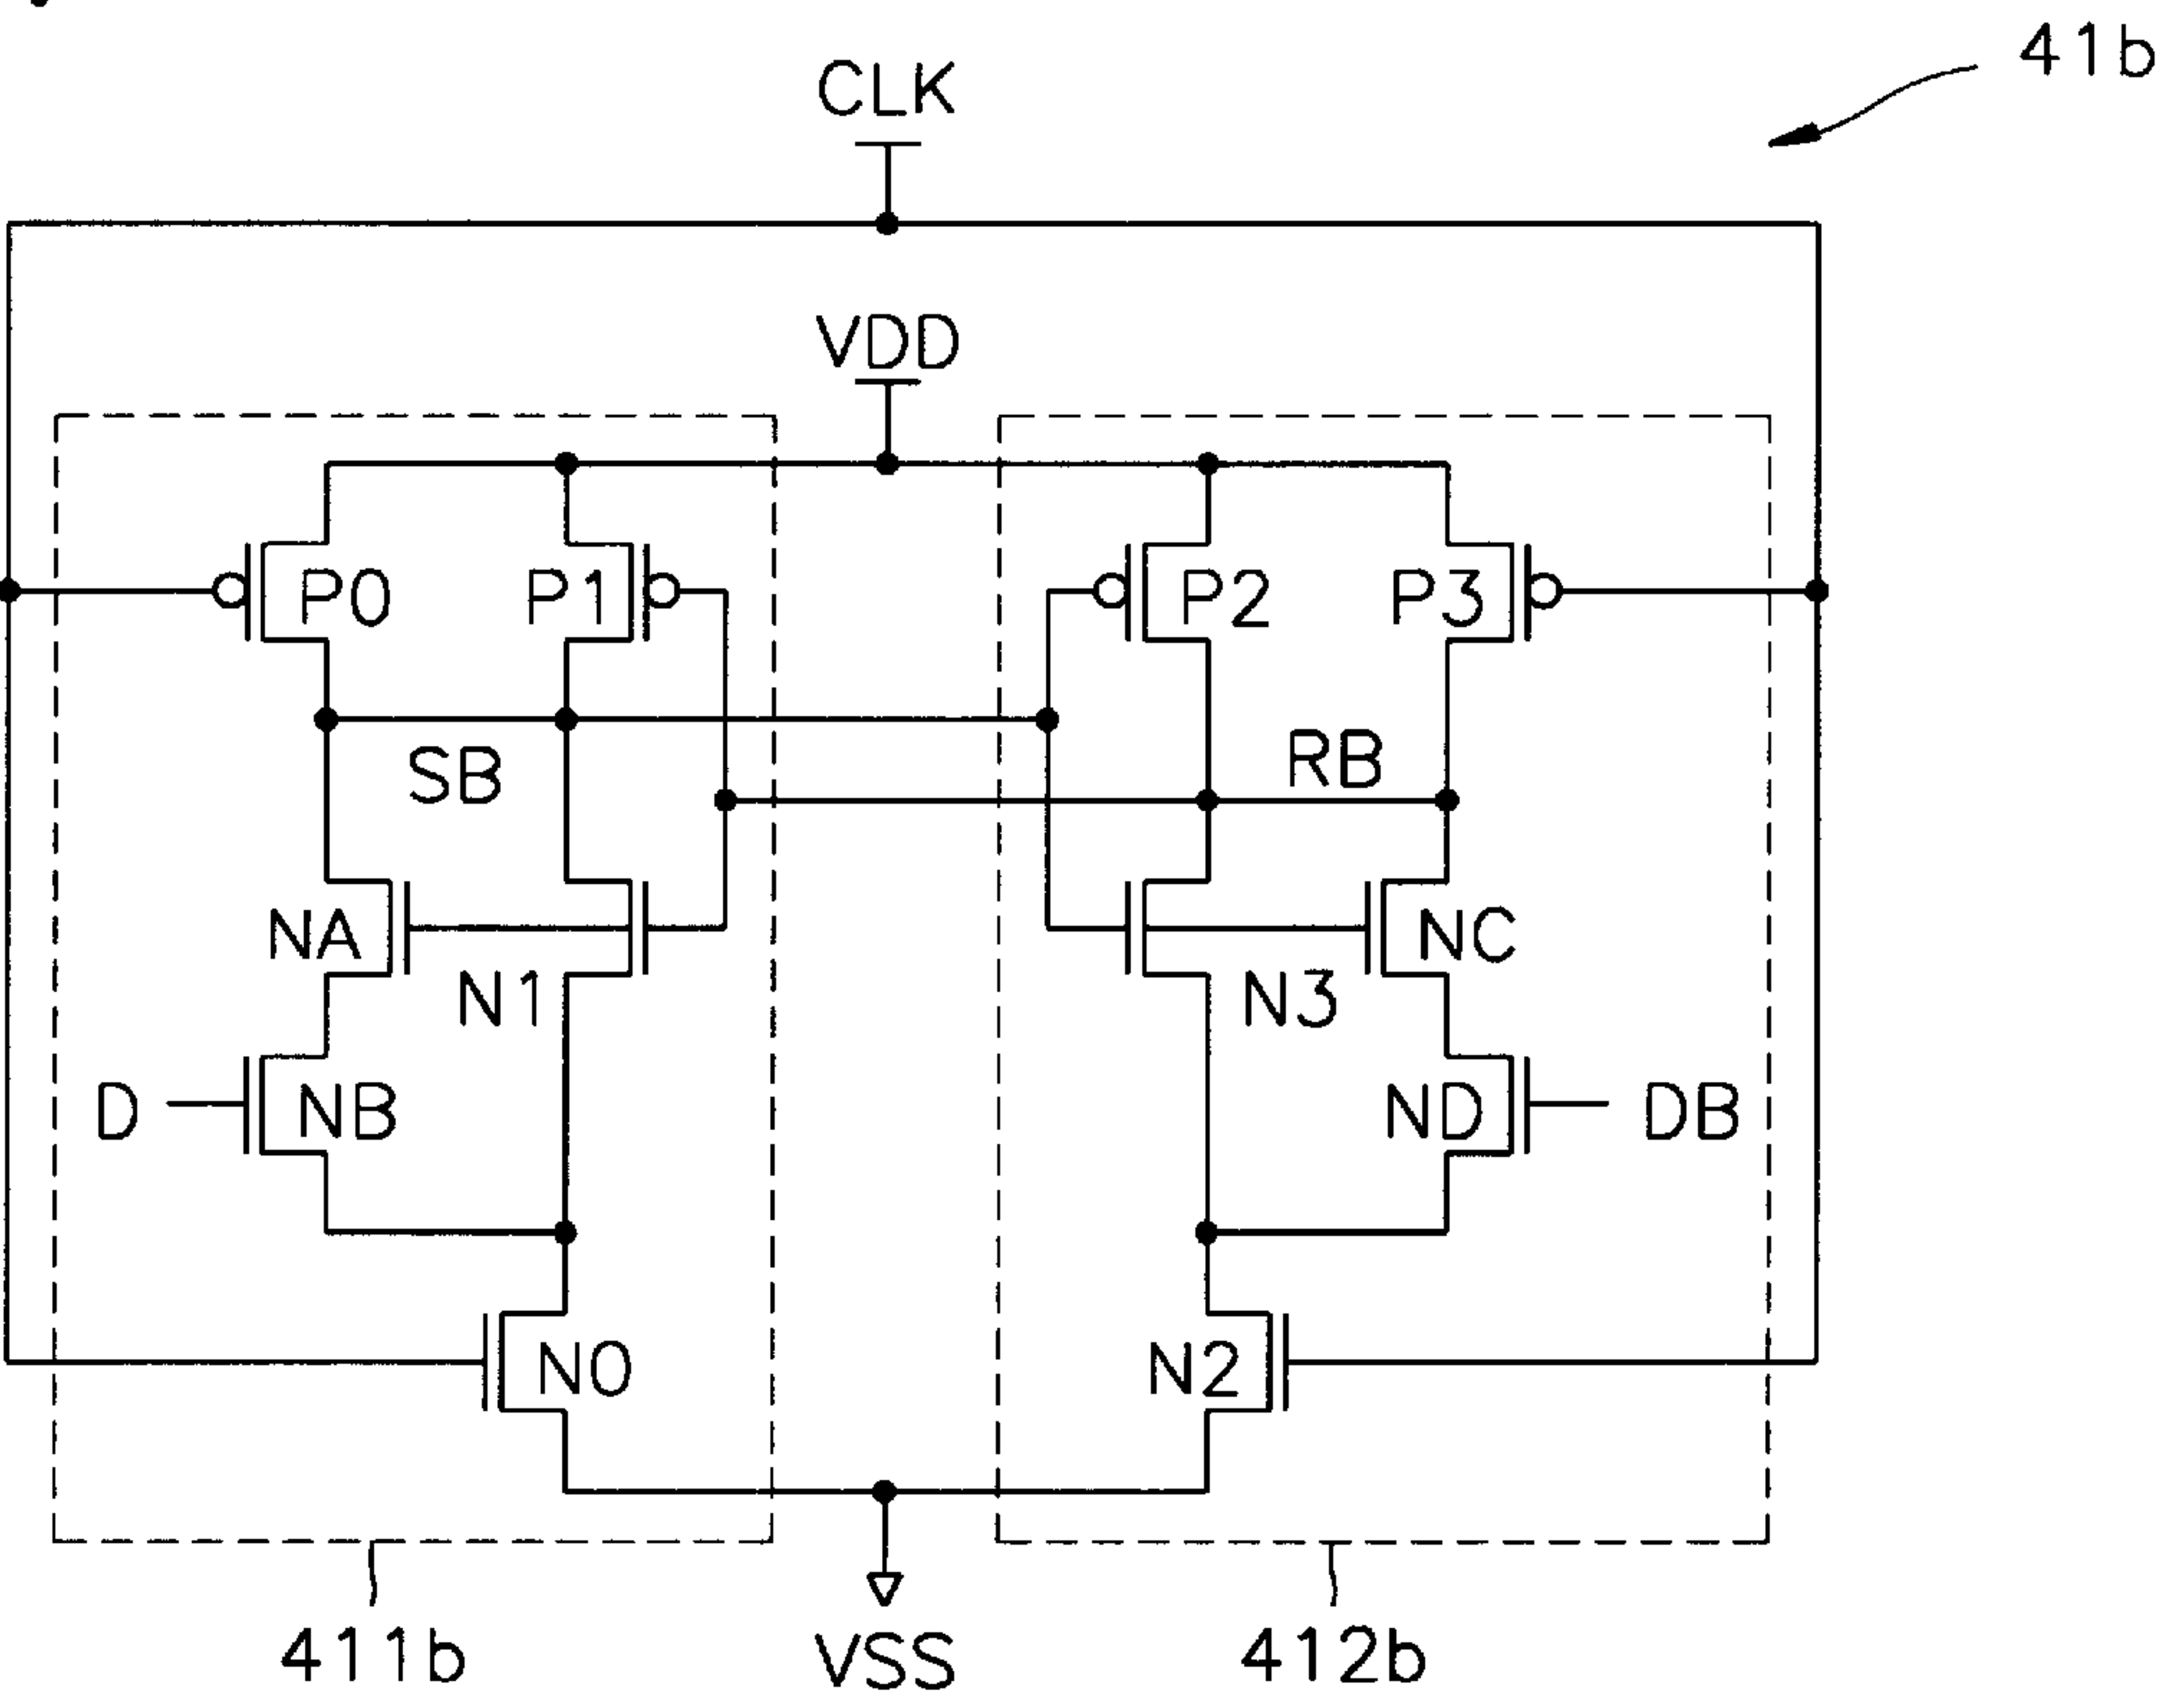 41b
CLK
VDD
P0
P1
P2
P3
SB
RB
NA
NC
N1
N3
D
NB
ND
DB
N0
N2
411b
VSS
412b